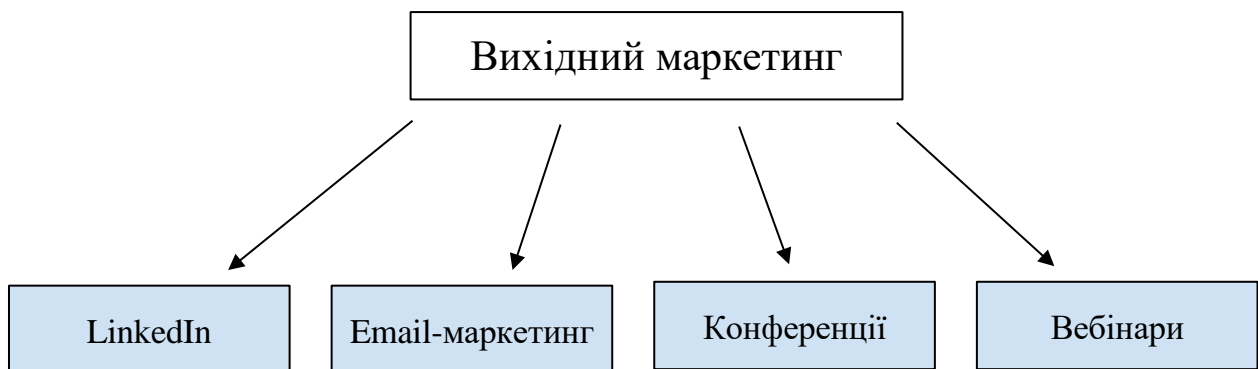 Вихідний маркетинг
LinkedIn
Email-маркетинг
Конференції
Вебінари